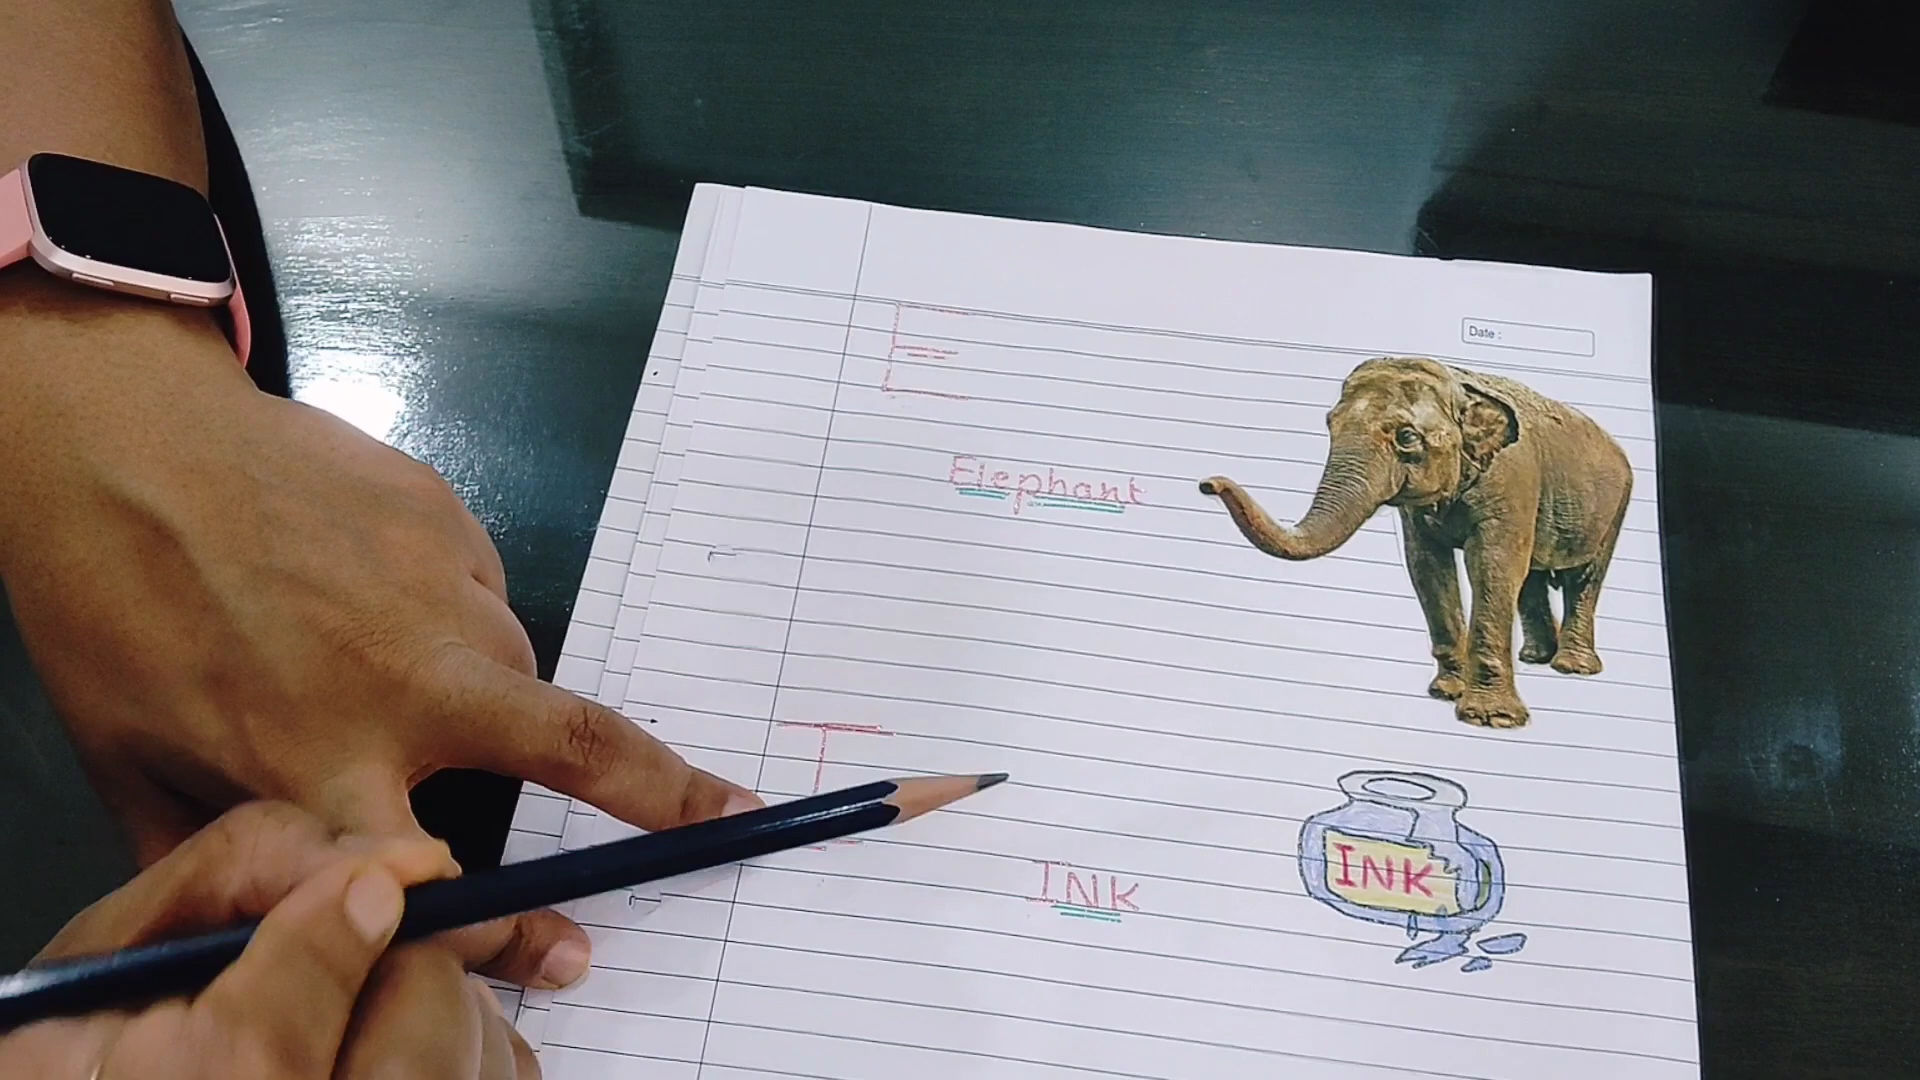 Date :
E
Elephant
I
INK
INK